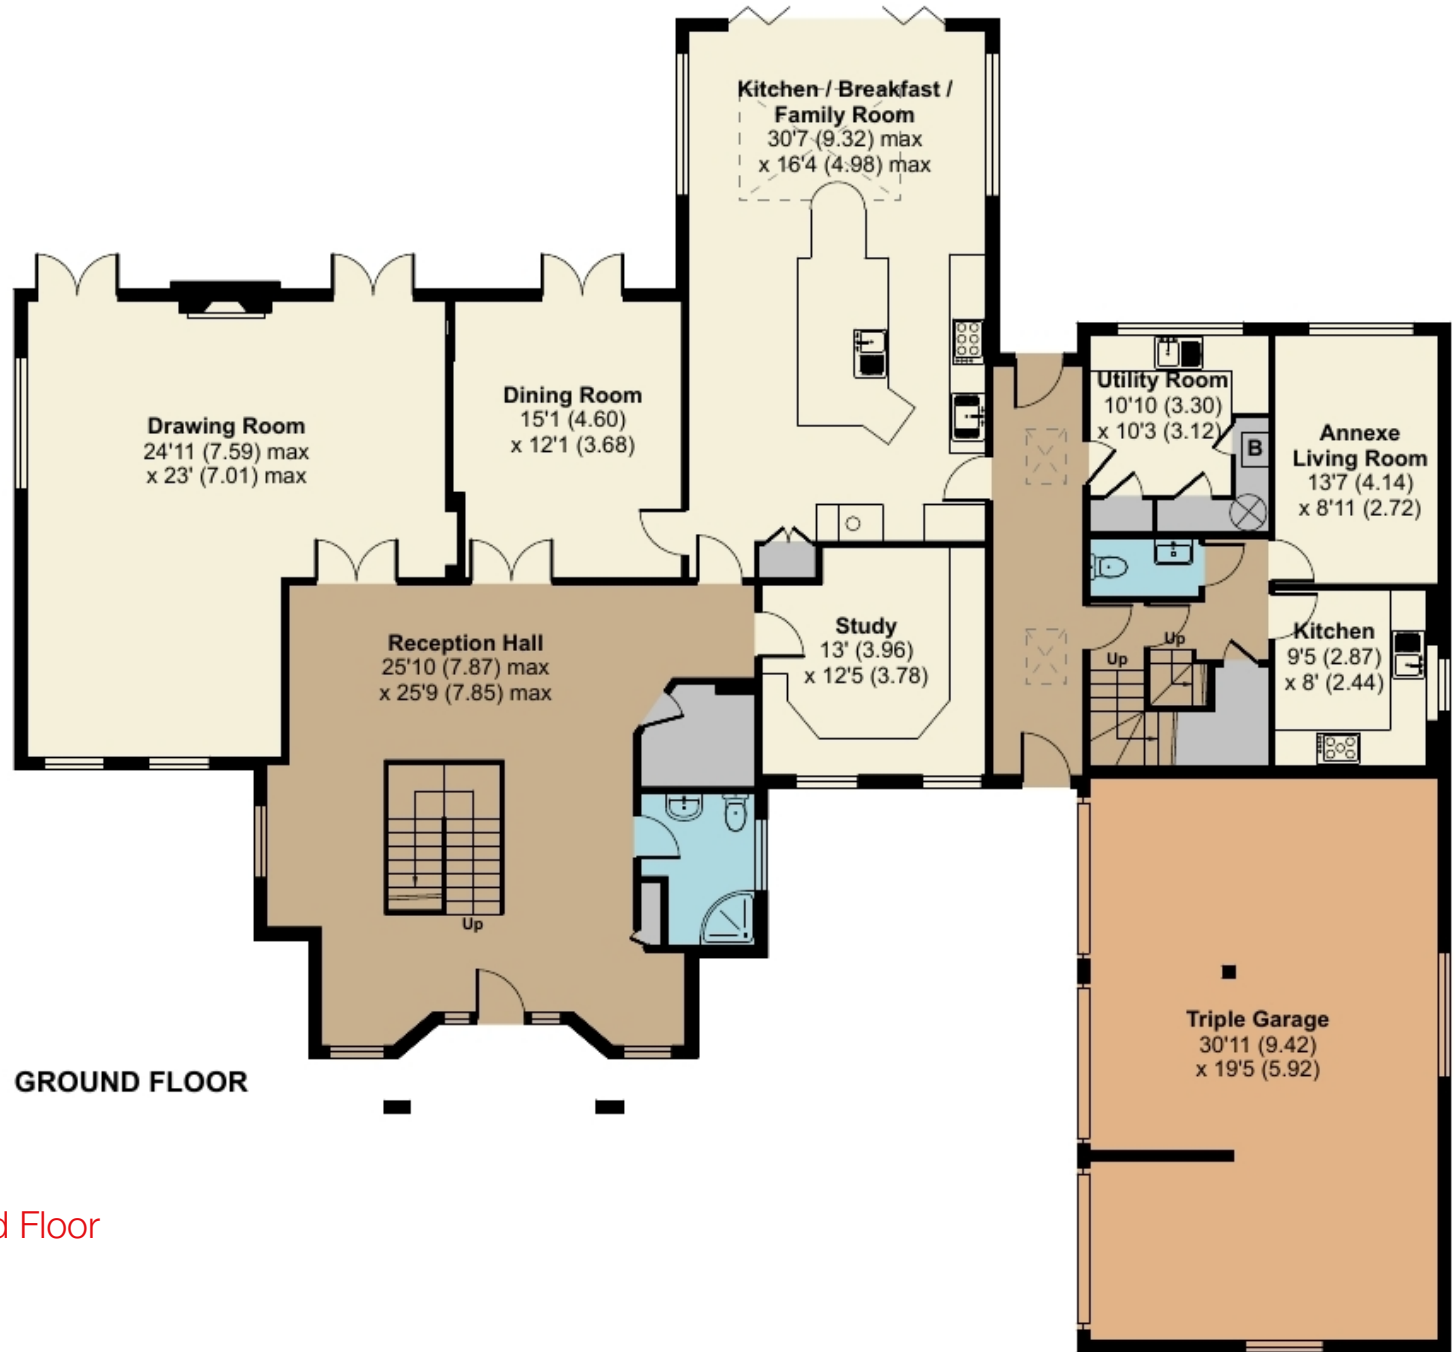 Kitchen / Breakfast /
Family Room
30'7 (9.32) max
x 16'4 (4.98) max
Drawing Room
24'11 (7.59) max
x 23' (7.01) max
Dining Room
15'1 (4.60)
x 12'1 (3.68)
Utility Room
10'10 (3.30)
x 10'3 (3.12)
B
Annexe
Living Room
13'7 (4.14)
x 8'11 (2.72)
Reception Hall
25'10 (7.87) max
x 25'9 (7.85) max
Study
13' (3.96)
x 12'5 (3.78)
Up
Up
Kitchen
9'5 (2.87)
x 8' (2.44)
Up
Triple Garage
30'11 (9.42)
x 19'5 (5.92)
GROUND FLOOR
d Floor